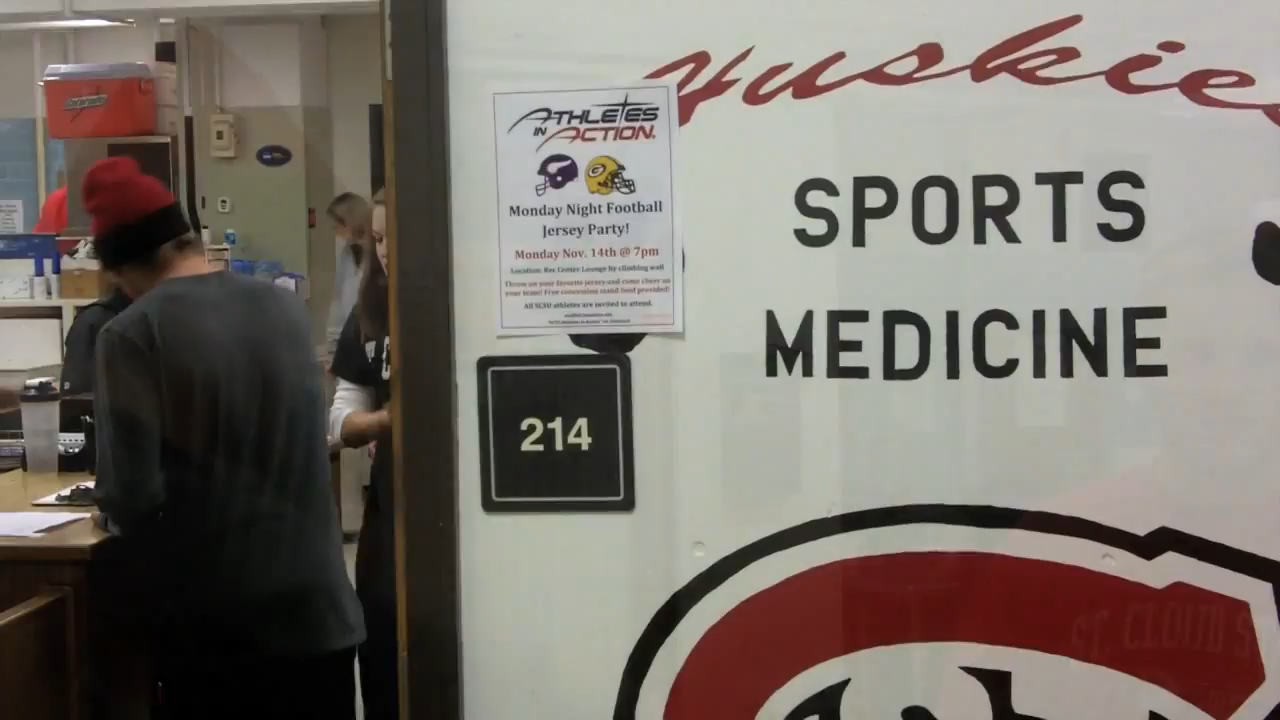 Huskies
SPORTS
MEDICINE
ATHLETES
IN ACTION.
G
Monday Night Football
Jersey Party!
Monday Nov. 14th @ 7pm
Location: Rec Center Lounge by climbing wall
Throw on your favorite jersey and come cheer on
your team! Free concession stand food provided!
All SCSU athletes are invited to attend.
214
ST. CLOUD S